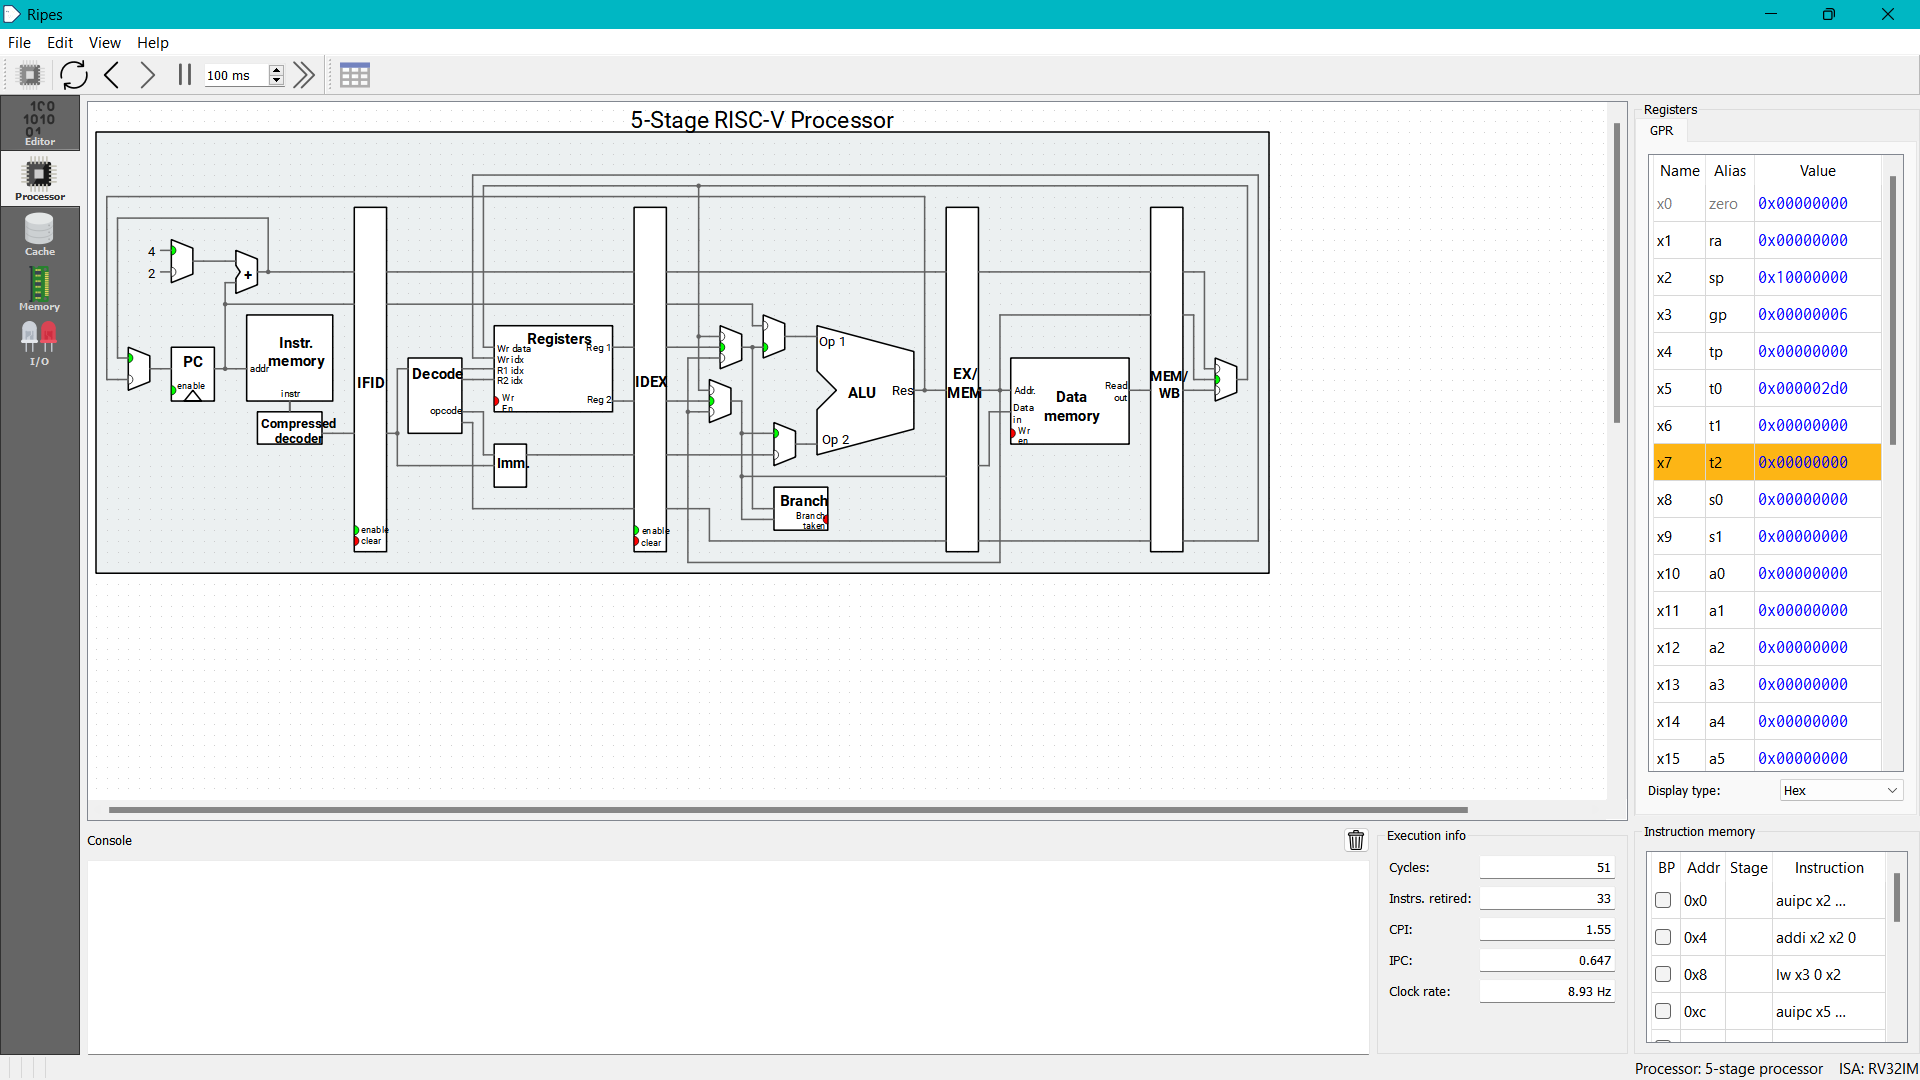 Ripes
File Edit View Help
100 ms
Editor
Processor
Cache
Memory
I/O
5-Stage RISC-V Processor
4
2
+
PC
enable
Instr.
memory
addr
instr
Compressed
decoder
IFID
enable
clear
Decode
opcode
Registers
Wr data
Wr idx
R1 idx
R2 idx
Wr
En
Reg 1
Reg 2
Imm.
IDEX
enable
clear
Op 1
ALU
Res
Op 2
Branch
Branch
taken
EX/
MEM
Addr.
Data
in
Wr
en
Data
memory
Read
out
MEM/
WB
Registers
GPR
Name Alias Value
x0 zero 0x00000000
x1 ra 0x00000000
x2 sp 0x10000000
x3 gp 0x00000006
x4 tp 0x00000000
x5 t0 0x000002d0
x6 t1 0x00000000
x7 t2 0x00000000
x8 s0 0x00000000
x9 s1 0x00000000
x10 a0 0x00000000
x11 a1 0x00000000
x12 a2 0x00000000
x13 a3 0x00000000
x14 a4 0x00000000
x15 a5 0x00000000
Display type: Hex
Console
Execution info
Cycles: 51
Instrs. retired: 33
CPI: 1.55
IPC: 0.647
Clock rate: 8.93 Hz
Instruction memory
BP Addr Stage Instruction
0x0 auipc x2 ...
0x4 addi x2 x2 0
0x8 lw x3 0 x2
0xc auipc x5 ...
Processor: 5-stage processor ISA: RV32IM